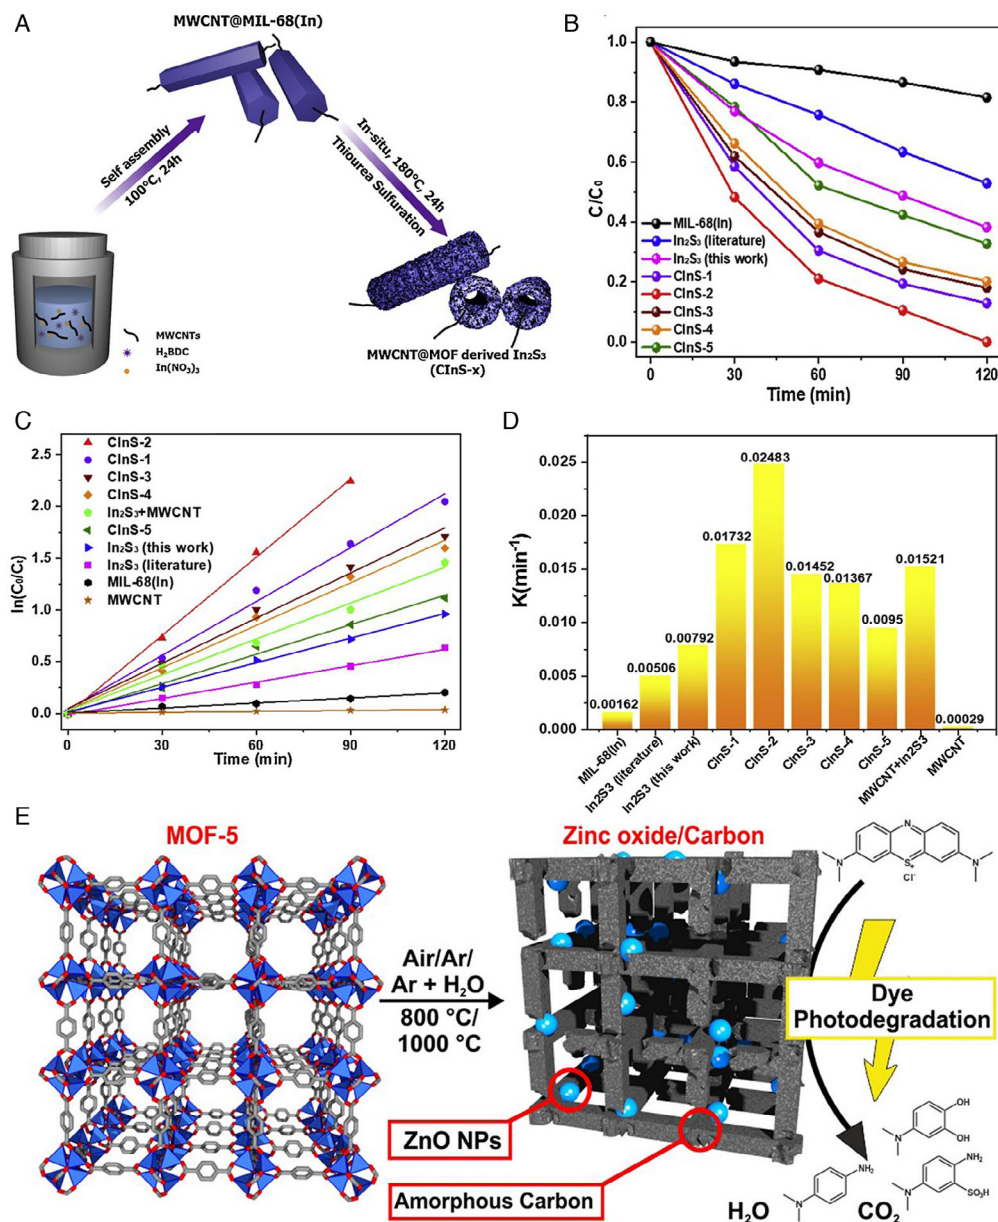 A
MWCNT@MIL-68(In)
Self assembly
100°C, 24h
In-situ, 180°C, 24h
Thiourea Sulfuration
MWCNTs
H₂BDC
In(NO₃)₃
MWCNT@MOF derived In₂S₃
(CInS-x)
B
C/C₀
1.0
0.8
0.6
0.4
0.2
0.0
MIL-68(In)
In₂S₃ (literature)
In₂S₃ (this work)
CInS-1
CInS-2
CInS-3
CInS-4
CInS-5
0 30 60 90 120
Time (min)
C
ln(C₀/Cₜ)
2.5
2.0
1.5
1.0
0.5
0.0
CInS-2
CInS-1
CInS-3
CInS-4
In₂S₃+MWCNT
CInS-5
In₂S₃ (this work)
In₂S₃ (literature)
MIL-68(In)
MWCNT
0 30 60 90 120
Time (min)
D
K(min⁻¹)
0.025
0.020
0.015
0.010
0.005
0.000
0.00162
0.00506
0.00792
0.01732
0.02483
0.01452
0.01367
0.0095
0.01521
0.00029
MIL-68(In)
In2S3 (literature)
In2S3 (this work)
CInS-1
CInS-2
CInS-3
CInS-4
CInS-5
MWCNT+In2S3
MWCNT
E
MOF-5
Air/Ar/
Ar + H₂O
800 °C/
1000 °C
Zinc oxide/Carbon
ZnO NPs
Amorphous Carbon
N
N
S⁺
N
Cl⁻
Dye
Photodegradation
OH
OH
N
NH₂
N
NH₂
SO₃H
N
H₂O
CO₂